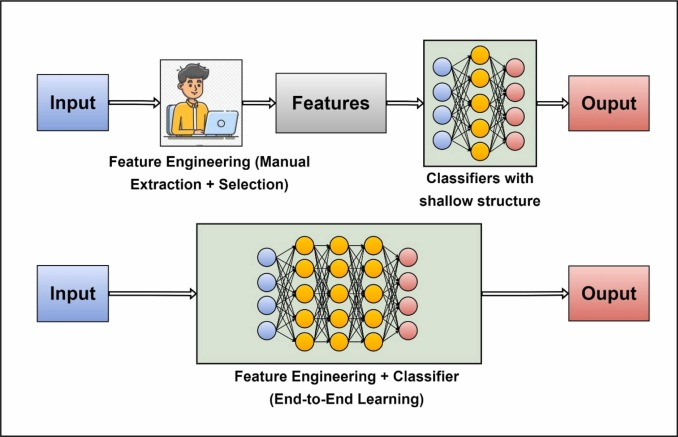 Input
Features
Ouput
Feature Engineering (Manual
Extraction + Selection)
Classifiers with
shallow structure
Input
Ouput
Feature Engineering + Classifier
(End-to-End Learning)